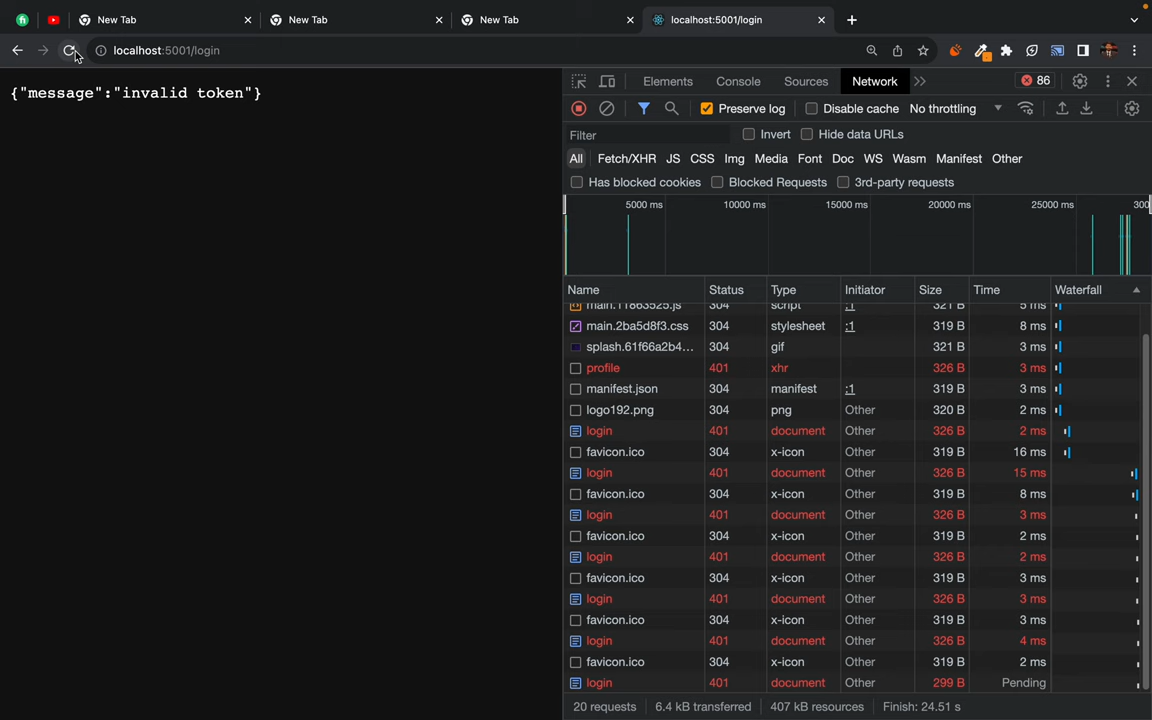 fi New Tab New Tab New Tab localhost:5001/login
localhost:5001/login
{"message":"invalid token"}
Elements Console Sources Network 86
Preserve log Disable cache No throttling
Filter Invert Hide data URLs
All Fetch/XHR JS CSS Img Media Font Doc WS Wasm Manifest Other
Has blocked cookies Blocked Requests 3rd-party requests
5000 ms 10000 ms 15000 ms 20000 ms 25000 ms 300
Name Status Type Initiator Size Time Waterfall
main.11863525.js 304 script :1 321 B 5 ms
main.2ba5d8f3.css 304 stylesheet :1 319 B 8 ms
splash.61f66a2b4... 304 gif 321 B 3 ms
profile 401 xhr 326 B 3 ms
manifest.json 304 manifest :1 319 B 3 ms
logo192.png 304 png Other 320 B 2 ms
login 401 document Other 326 B 2 ms
favicon.ico 304 x-icon Other 319 B 16 ms
login 401 document Other 326 B 15 ms
favicon.ico 304 x-icon Other 319 B 8 ms
login 401 document Other 326 B 3 ms
favicon.ico 304 x-icon Other 319 B 2 ms
login 401 document Other 326 B 2 ms
favicon.ico 304 x-icon Other 319 B 3 ms
login 401 document Other 326 B 3 ms
favicon.ico 304 x-icon Other 319 B 3 ms
login 401 document Other 326 B 4 ms
favicon.ico 304 x-icon Other 319 B 2 ms
login 401 document Other 299 B Pending
20 requests 6.4 kB transferred 407 kB resources Finish: 24.51 s